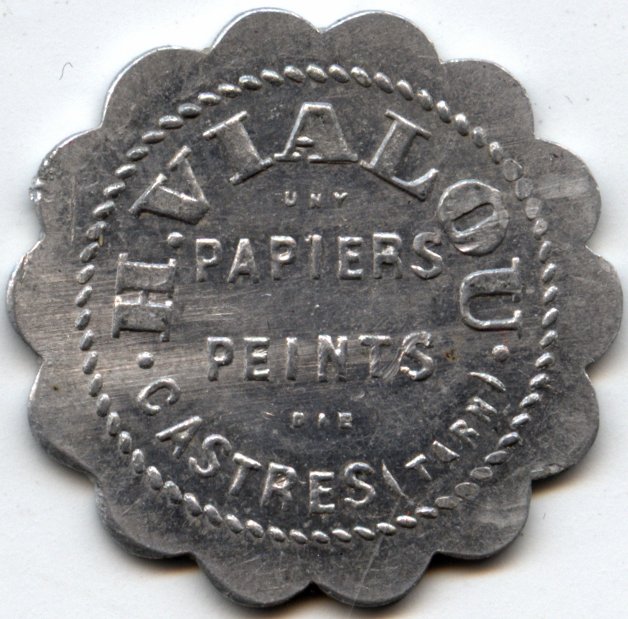 H. VIALOU
UNY
PAPIERS
PEINTS
DIE
CASTRES (TARN)